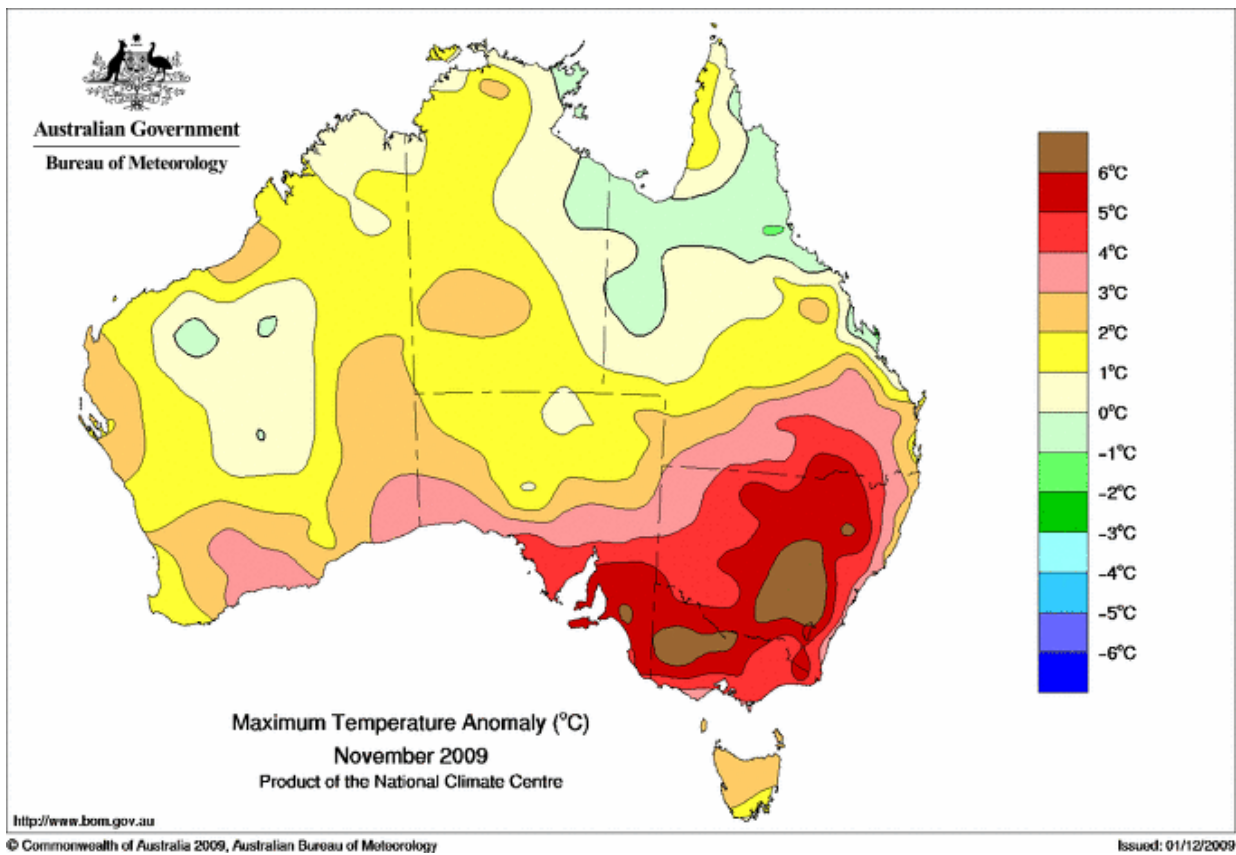 Australian Government
Bureau of Meteorology
6°C
5°C
4°C
3°C
2°C
1°C
0°C
-1°C
-2°C
-3°C
-4°C
-5°C
-6°C
Maximum Temperature Anomaly (°C)
November 2009
Product of the National Climate Centre
http://www.bom.gov.au
© Commonwealth of Australia 2009, Australian Bureau of Meteorology
Issued: 01/12/2009